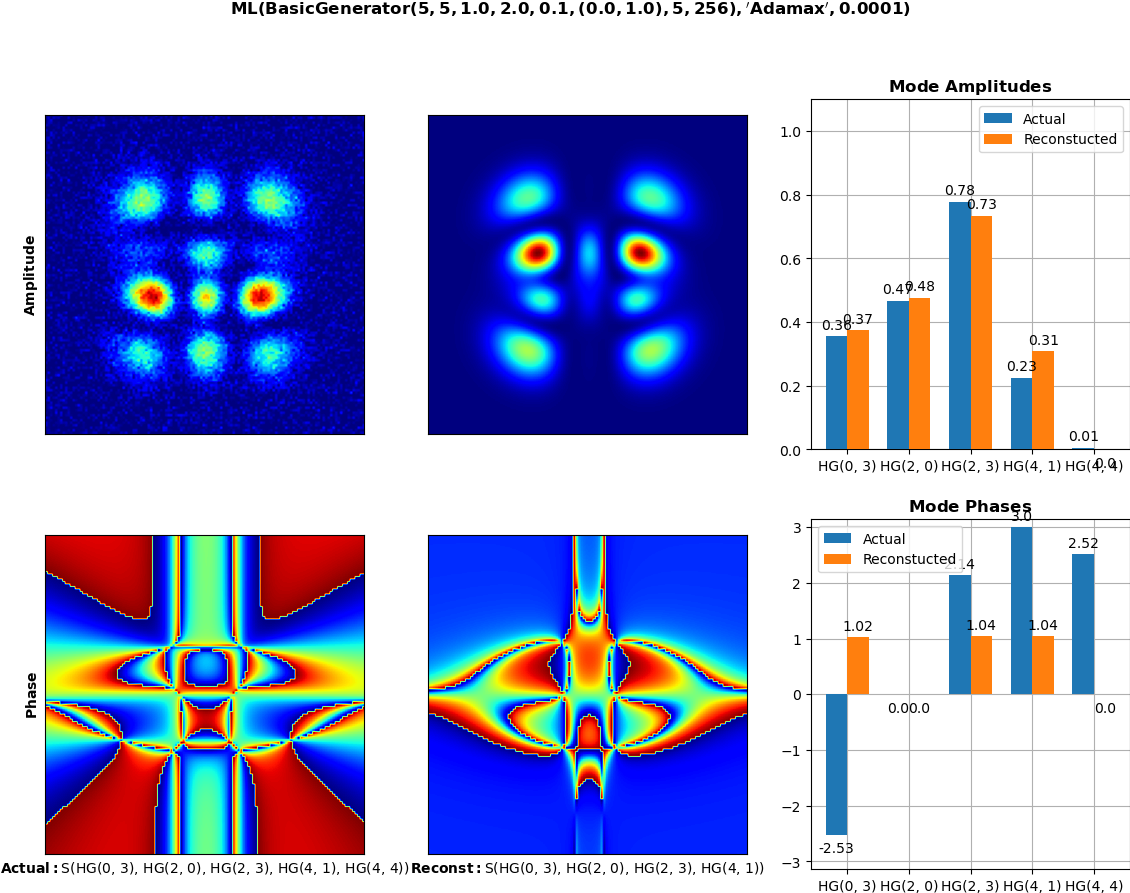 ML(BasicGenerator(5, 5, 1.0, 2.0, 0.1, (0.0, 1.0), 5, 256), 'Adamax', 0.0001)
Amplitude
Mode Amplitudes
Actual
Reconstucted
1.0
0.8
0.6
0.4
0.2
0.0
0.36
0.37
0.47
0.48
0.78
0.73
0.23
0.31
0.01
0.0
HG(0, 3) HG(2, 0) HG(2, 3) HG(4, 1) HG(4, 4)
Phase
Mode Phases
Actual
Reconstucted
3
2
1
0
−1
−2
−3
-2.53
1.02
0.0
0.0
2.14
1.04
3.0
1.04
2.52
0.0
HG(0, 3) HG(2, 0) HG(2, 3) HG(4, 1) HG(4, 4)
Actual: S(HG(0, 3), HG(2, 0), HG(2, 3), HG(4, 1), HG(4, 4))
Reconst: S(HG(0, 3), HG(2, 0), HG(2, 3), HG(4, 1))